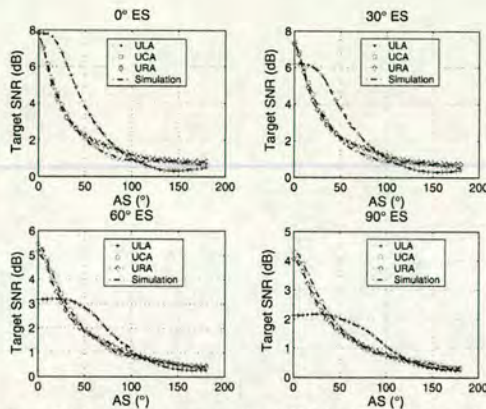 0° ES
30° ES
Target SNR (dB)
8
6
4
2
0
0 50 100 150 200
AS (°)
ULA
UCA
URA
Simulation
Target SNR (dB)
8
6
4
2
0
0 50 100 150 200
AS (°)
ULA
UCA
URA
Simulation
60° ES
90° ES
Target SNR (dB)
6
5
4
3
2
1
0
0 50 100 150 200
AS (°)
ULA
UCA
URA
Simulation
Target SNR (dB)
5
4
3
2
1
0
0 50 100 150 200
AS (°)
ULA
UCA
URA
Simulation